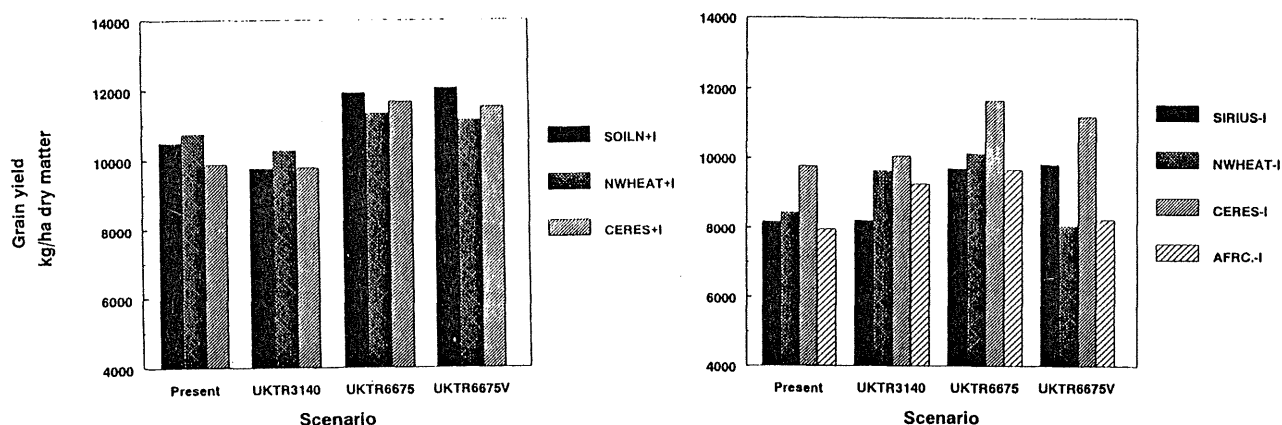 Grain yield
kg/ha dry matter
14000
12000
10000
8000
6000
4000
Present
UKTR3140
UKTR6675
UKTR6675V
Scenario
SOILN+I
NWHEAT+I
CERES+I
14000
12000
10000
8000
6000
4000
Present
UKTR3140
UKTR6675
UKTR6675V
Scenario
SIRIUS-I
NWHEAT-I
CERES-I
AFRC.-I